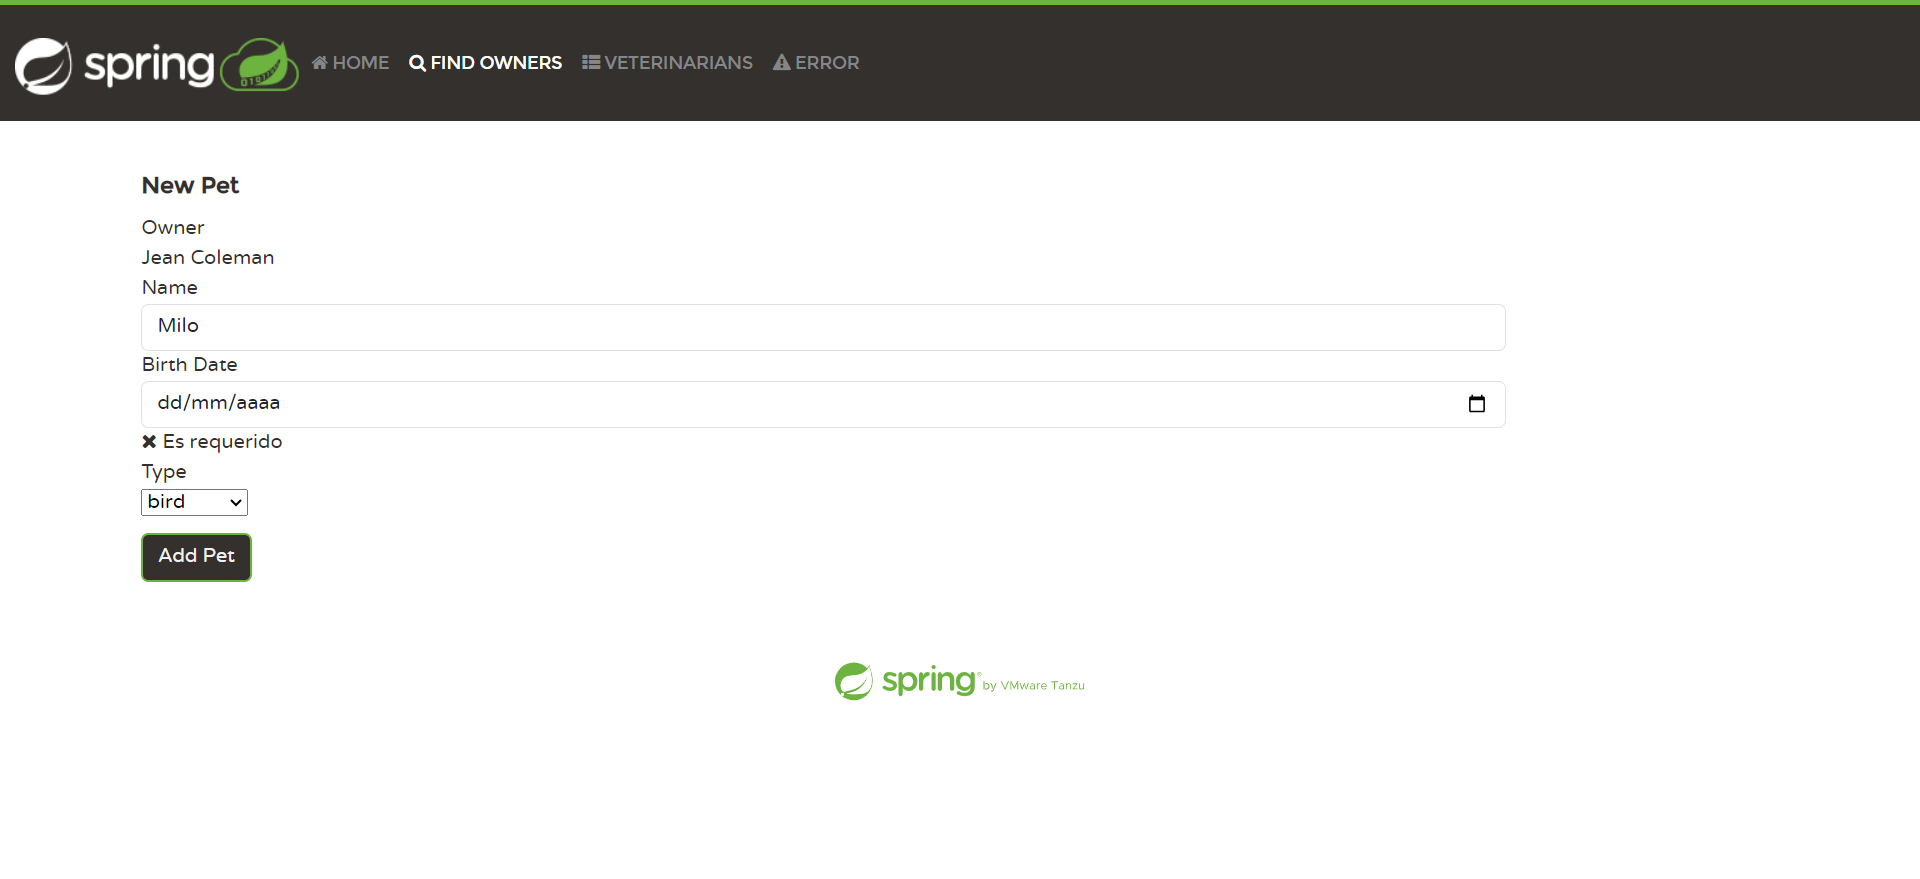 spring HOME FIND OWNERS VETERINARIANS ERROR
New Pet
Owner
Jean Coleman
Name
Milo
Birth Date
dd/mm/aaaa
Es requerido
Type
bird
Add Pet
spring® by VMware Tanzu